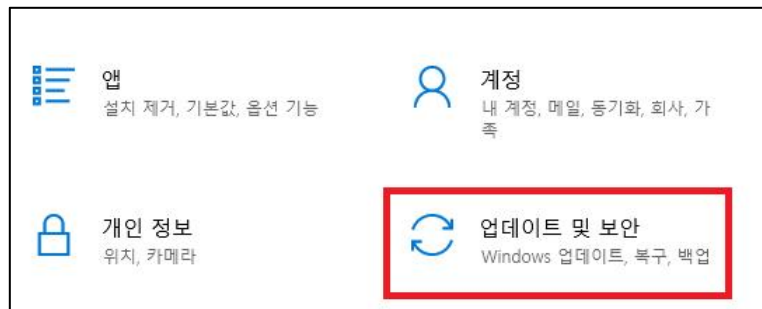 앱
설치 제거, 기본값, 옵션 기능
계정
내 계정, 메일, 동기화, 회사, 가
족
개인 정보
위치, 카메라
업데이트 및 보안
Windows 업데이트, 복구, 백업